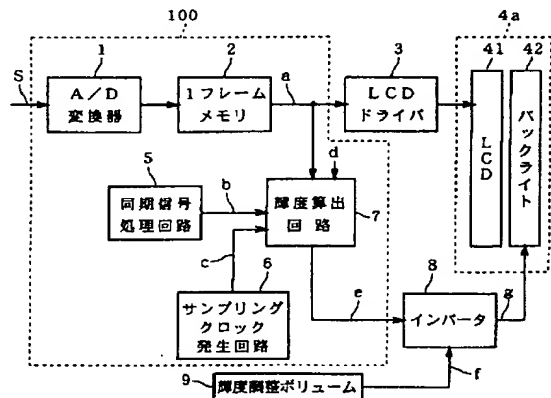 100
4a
1
2
3
41
42
S
A/D
変換器
1フレーム
メモリ
a
LCD
ドライバ
LCD
バックライト
5
d
同期信号
処理回路
b
輝度算出
回路
7
c
6
サンプリング
クロック
発生回路
e
8
インバータ
g
9
輝度調整ボリューム
f